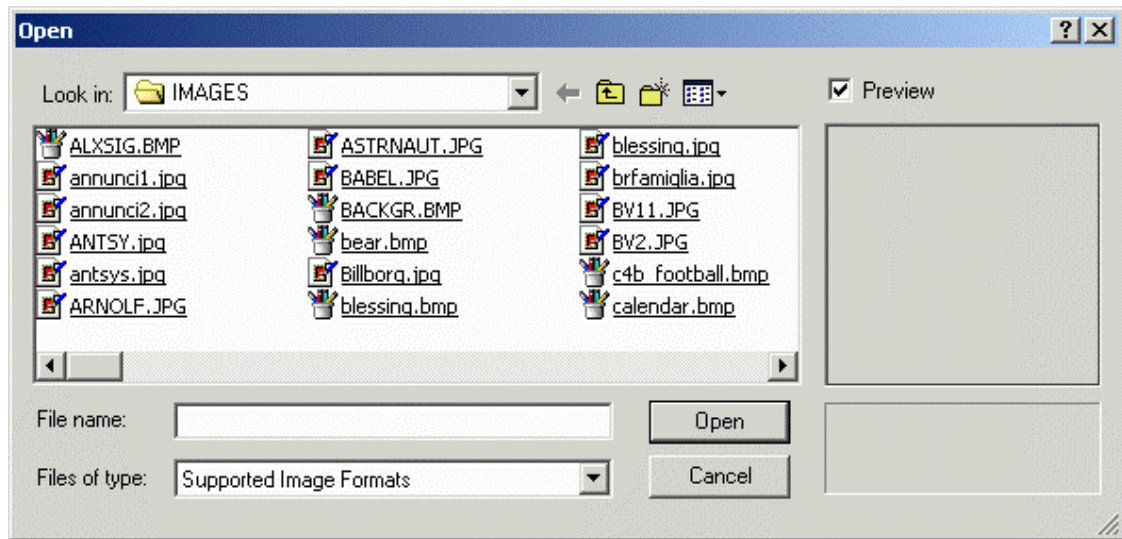 Open
Look in: IMAGES
Preview
ALXSIG.BMP
annunci1.jpg
annunci2.jpg
ANTSY.jpg
antsys.jpg
ARNOLF.JPG
ASTRNAUT.JPG
BABEL.JPG
BACKGR.BMP
bear.bmp
Billborg.jpg
blessing.bmp
blessing.jpg
brfamiglia.jpg
BV11.JPG
BV2.JPG
c4b_football.bmp
calendar.bmp
File name:
Open
Files of type: Supported Image Formats
Cancel